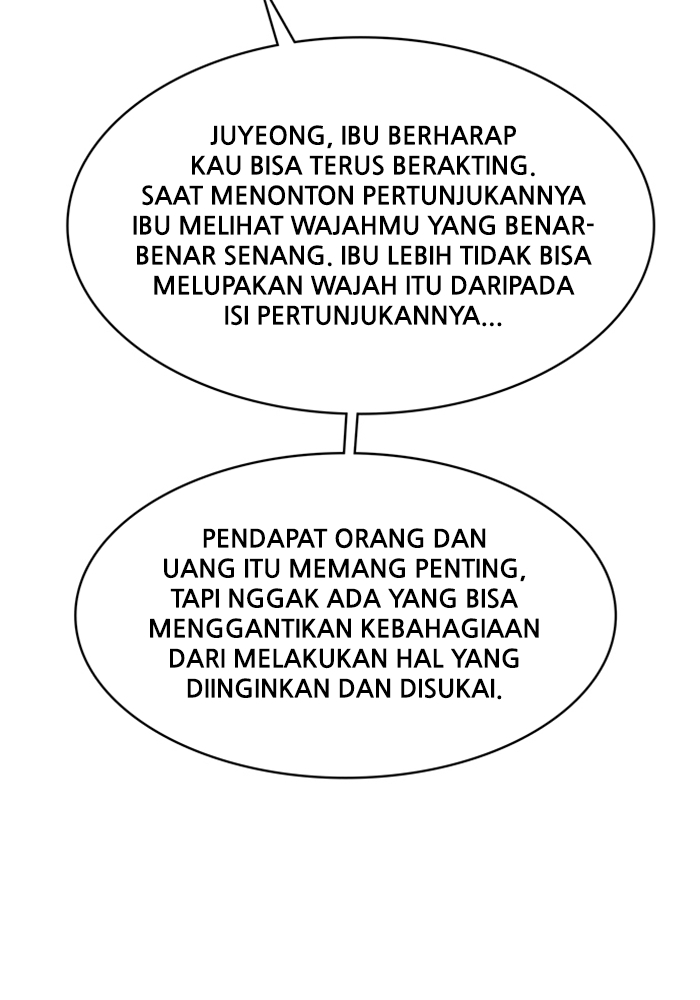 JUYEONG, IBU BERHARAP
KAU BISA TERUS BERAKTING.
SAAT MENONTON PERTUNJUKANNYA
IBU MELIHAT WAJAHMU YANG BENAR-
BENAR SENANG. IBU LEBIH TIDAK BISA
MELUPAKAN WAJAH ITU DARIPADA
ISI PERTUNJUKANNYA...
PENDAPAT ORANG DAN
UANG ITU MEMANG PENTING,
TAPI NGGAK ADA YANG BISA
MENGGANTIKAN KEBAHAGIAAN
DARI MELAKUKAN HAL YANG
DIINGINKAN DAN DISUKAI.